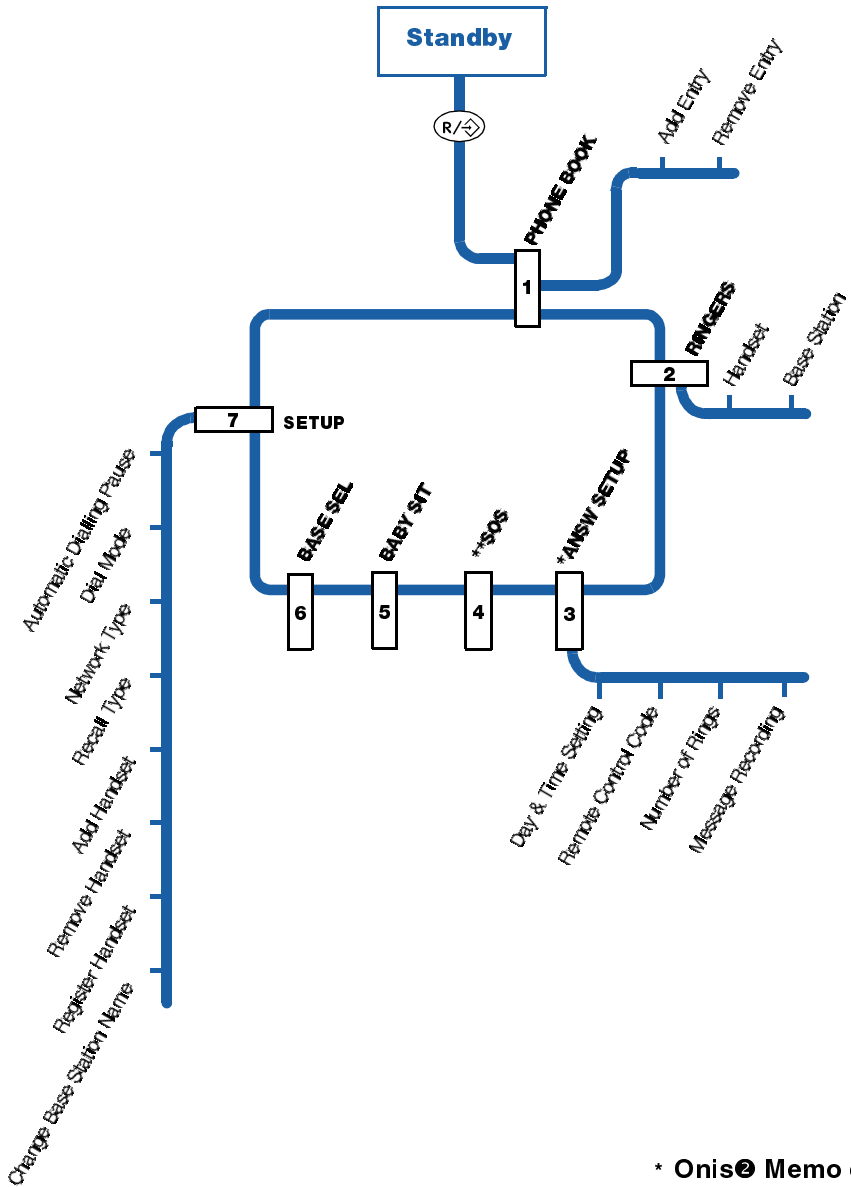 Standby
R/
PHONE BOOK
1
Add Entry
Remove Entry
RINGERS
2
Handset
Base Station
7
SETUP
Automatic Dialling Pause
Dial Mode
Network Type
Recall Type
Add Handset
Remove Handset
Register Handset
Change Base Station Name
BASE SEL
6
BABY SIT
5
**SOS
4
*ANSW SETUP
3
Day & Time Setting
Remote Control Code
Number of Rings
Message Recording
* Onis❷ Memo